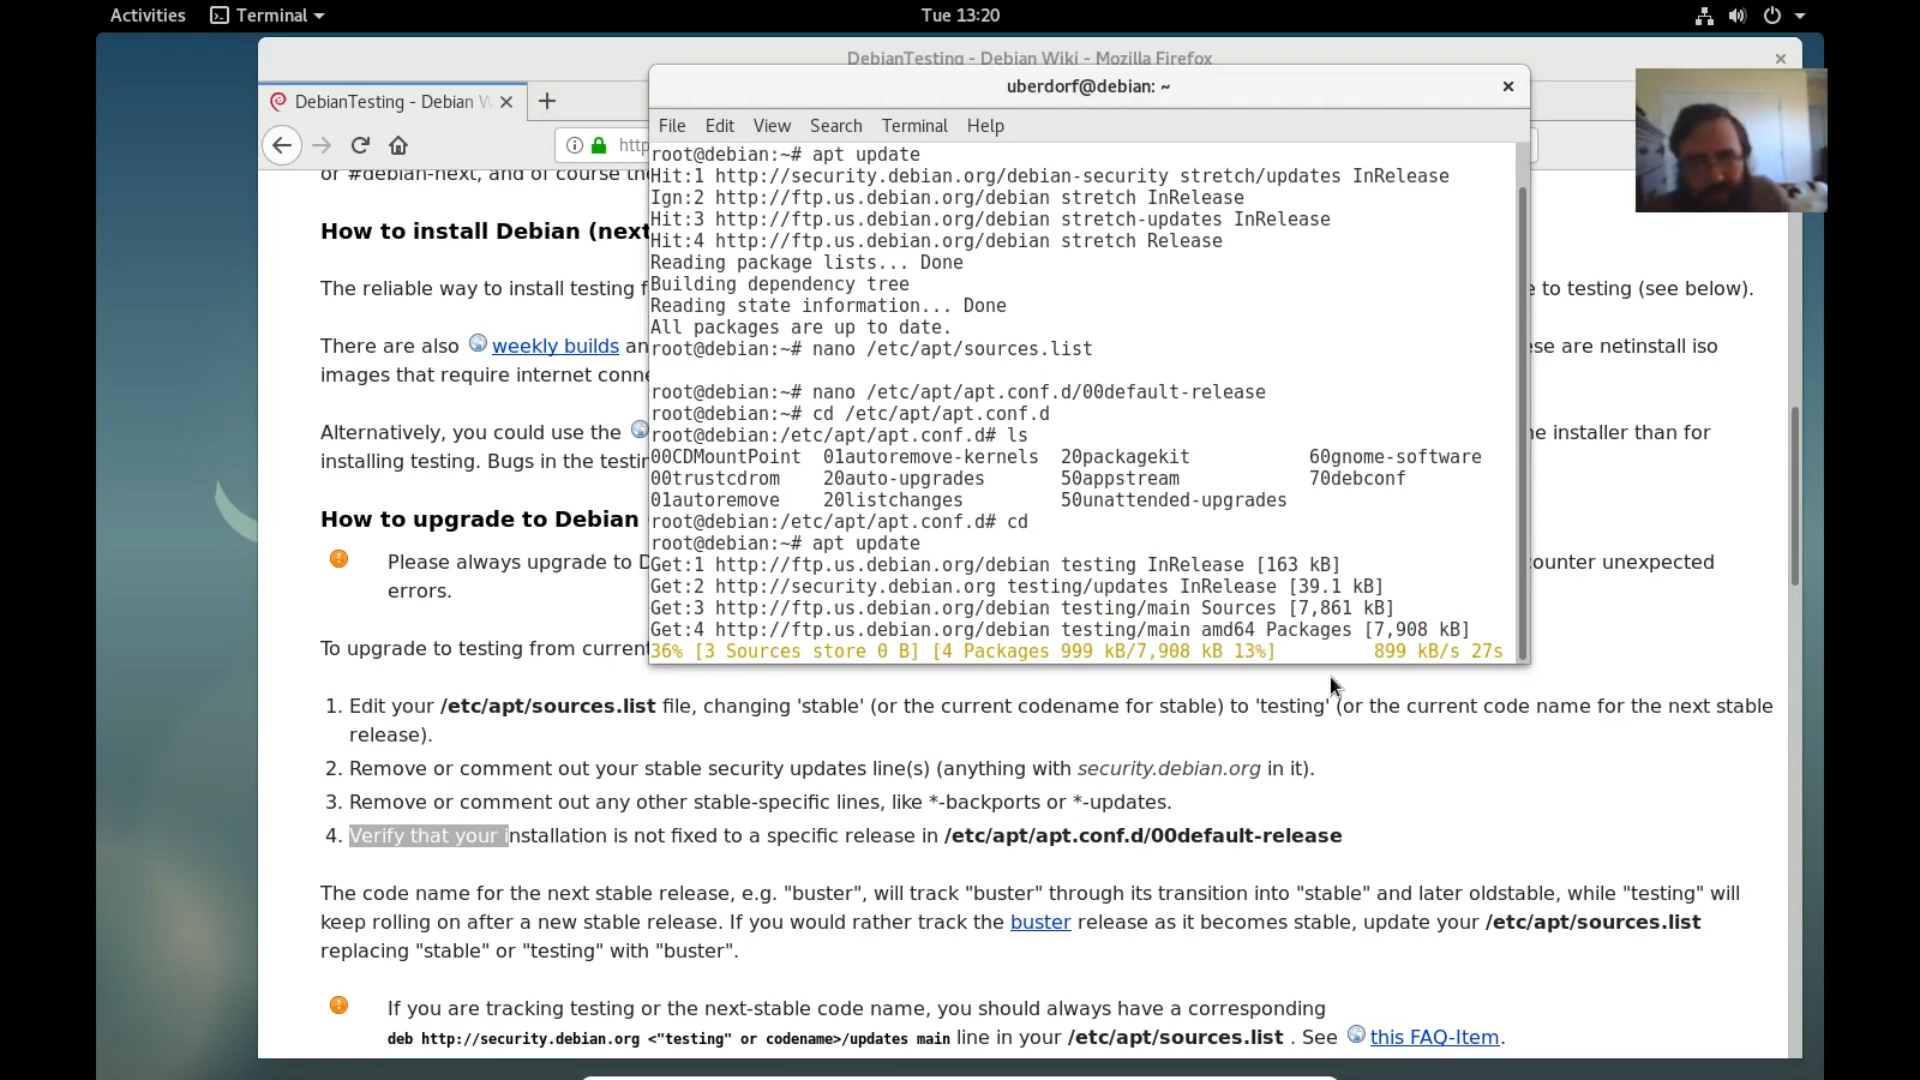 Activities
Terminal
Tue 13:20
DebianTesting - Debian Wiki - Mozilla Firefox
DebianTesting - Debian W
uberdorf@debian: ~
File Edit View Search Terminal Help
http
root@debian:~# apt update
Hit:1 http://security.debian.org/debian-security stretch/updates InRelease
Ign:2 http://ftp.us.debian.org/debian stretch InRelease
Hit:3 http://ftp.us.debian.org/debian stretch-updates InRelease
Hit:4 http://ftp.us.debian.org/debian stretch Release
Reading package lists... Done
Building dependency tree
Reading state information... Done
All packages are up to date.
root@debian:~# nano /etc/apt/sources.list
root@debian:~# nano /etc/apt/apt.conf.d/00default-release
root@debian:~# cd /etc/apt/apt.conf.d
root@debian:/etc/apt/apt.conf.d# ls
00CDMountPoint 01autoremove-kernels 20packagekit 60gnome-software
00trustcdrom 20auto-upgrades 50appstream 70debconf
01autoremove 20listchanges 50unattended-upgrades
root@debian:/etc/apt/apt.conf.d# cd
root@debian:~# apt update
Get:1 http://ftp.us.debian.org/debian testing InRelease [163 kB]
Get:2 http://security.debian.org testing/updates InRelease [39.1 kB]
Get:3 http://ftp.us.debian.org/debian testing/main Sources [7,861 kB]
Get:4 http://ftp.us.debian.org/debian testing/main amd64 Packages [7,908 kB]
36% [3 Sources store 0 B] [4 Packages 999 kB/7,908 kB 13%] 899 kB/s 27s
or #debian-next, and of course the
How to install Debian (next
The reliable way to install testing f
e to testing (see below).
There are also weekly builds an
ese are netinstall iso
images that require internet conne
Alternatively, you could use the
he installer than for
installing testing. Bugs in the testin
How to upgrade to Debian
Please always upgrade to D
counter unexpected
errors.
To upgrade to testing from current
1. Edit your /etc/apt/sources.list file, changing 'stable' (or the current codename for stable) to 'testing' (or the current code name for the next stable
release).
2. Remove or comment out your stable security updates line(s) (anything with security.debian.org in it).
3. Remove or comment out any other stable-specific lines, like *-backports or *-updates.
4. Verify that your installation is not fixed to a specific release in /etc/apt/apt.conf.d/00default-release
The code name for the next stable release, e.g. "buster", will track "buster" through its transition into "stable" and later oldstable, while "testing" will
keep rolling on after a new stable release. If you would rather track the buster release as it becomes stable, update your /etc/apt/sources.list
replacing "stable" or "testing" with "buster".
If you are tracking testing or the next-stable code name, you should always have a corresponding
deb http://security.debian.org <"testing" or codename>/updates main line in your /etc/apt/sources.list . See this FAQ-Item.